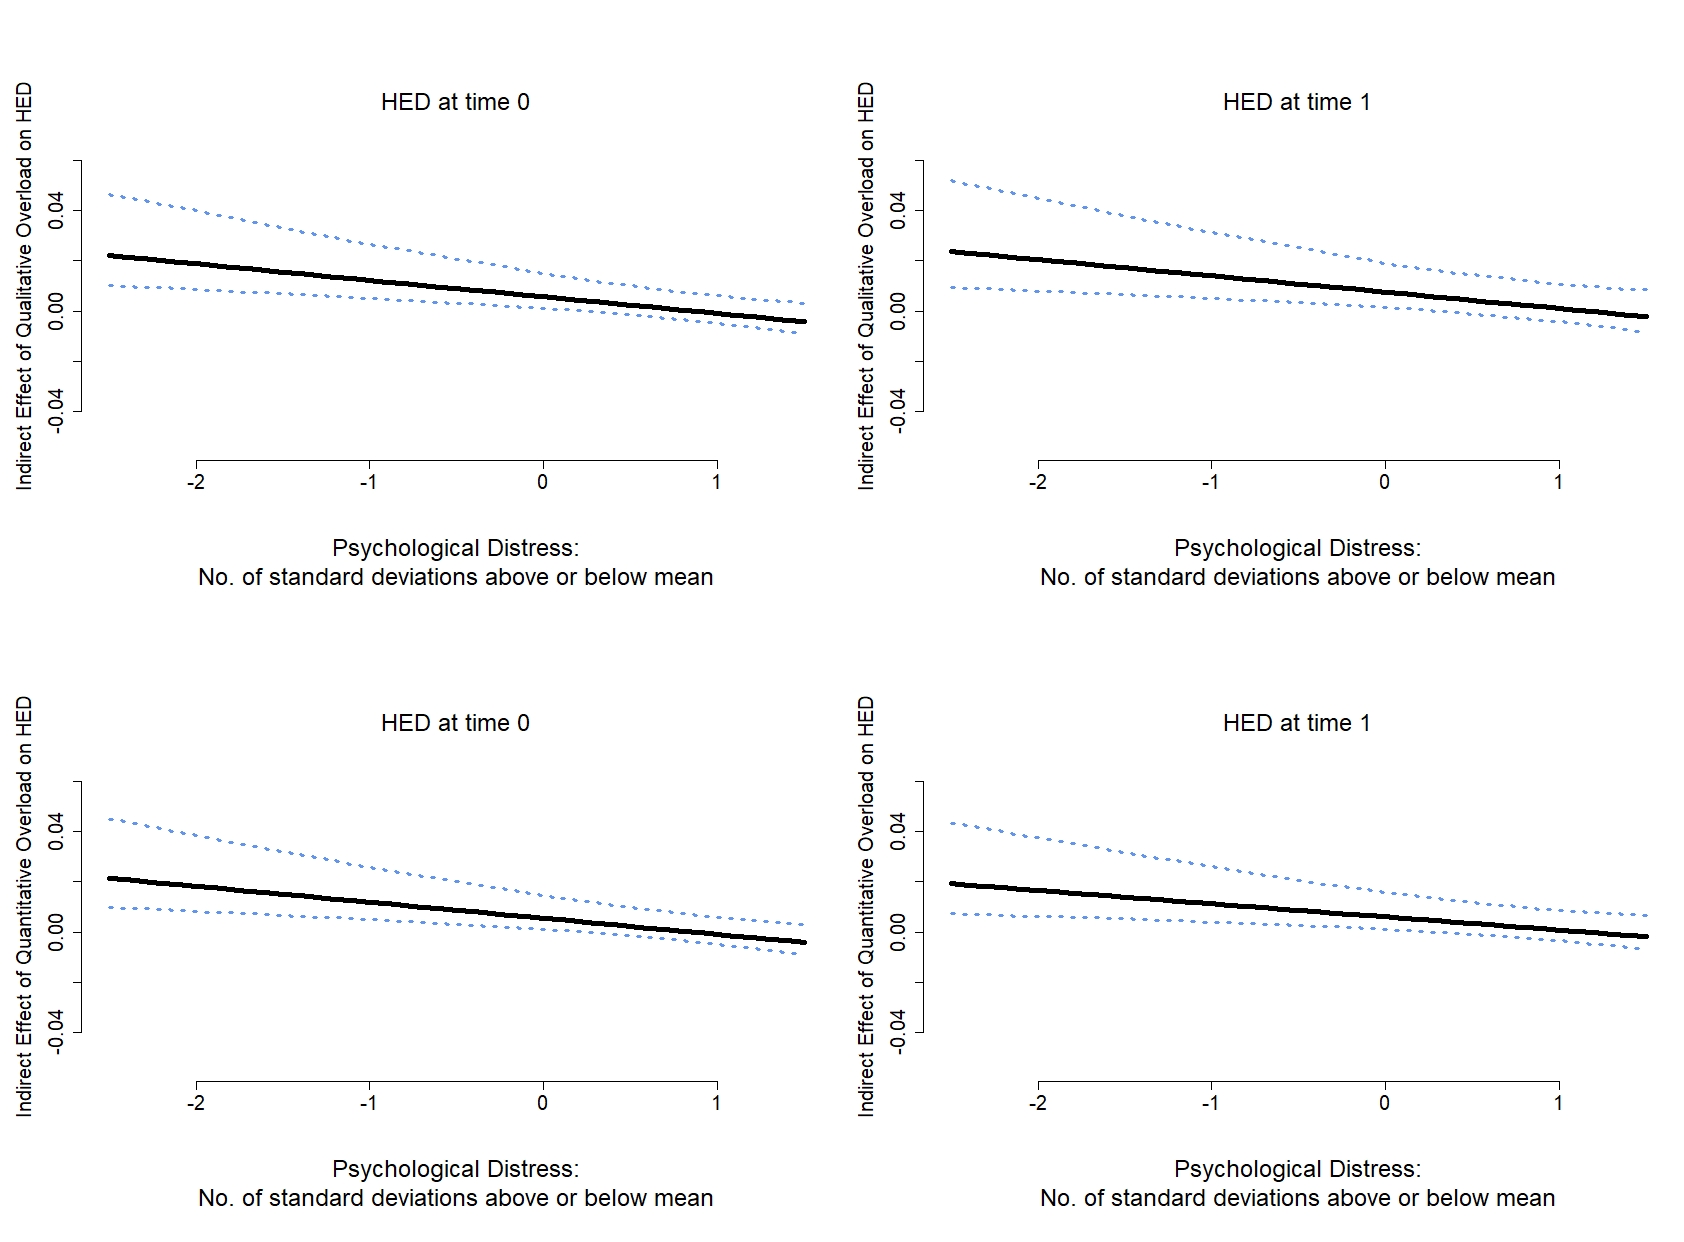 HED at time 0
Indirect Effect of Qualitative Overload on HED
0.04
0.00
-0.04
-2 -1 0 1
Psychological Distress:
No. of standard deviations above or below mean
HED at time 1
Indirect Effect of Qualitative Overload on HED
0.04
0.00
-0.04
-2 -1 0 1
Psychological Distress:
No. of standard deviations above or below mean
HED at time 0
Indirect Effect of Quantitative Overload on HED
0.04
0.00
-0.04
-2 -1 0 1
Psychological Distress:
No. of standard deviations above or below mean
HED at time 1
Indirect Effect of Quantitative Overload on HED
0.04
0.00
-0.04
-2 -1 0 1
Psychological Distress:
No. of standard deviations above or below mean